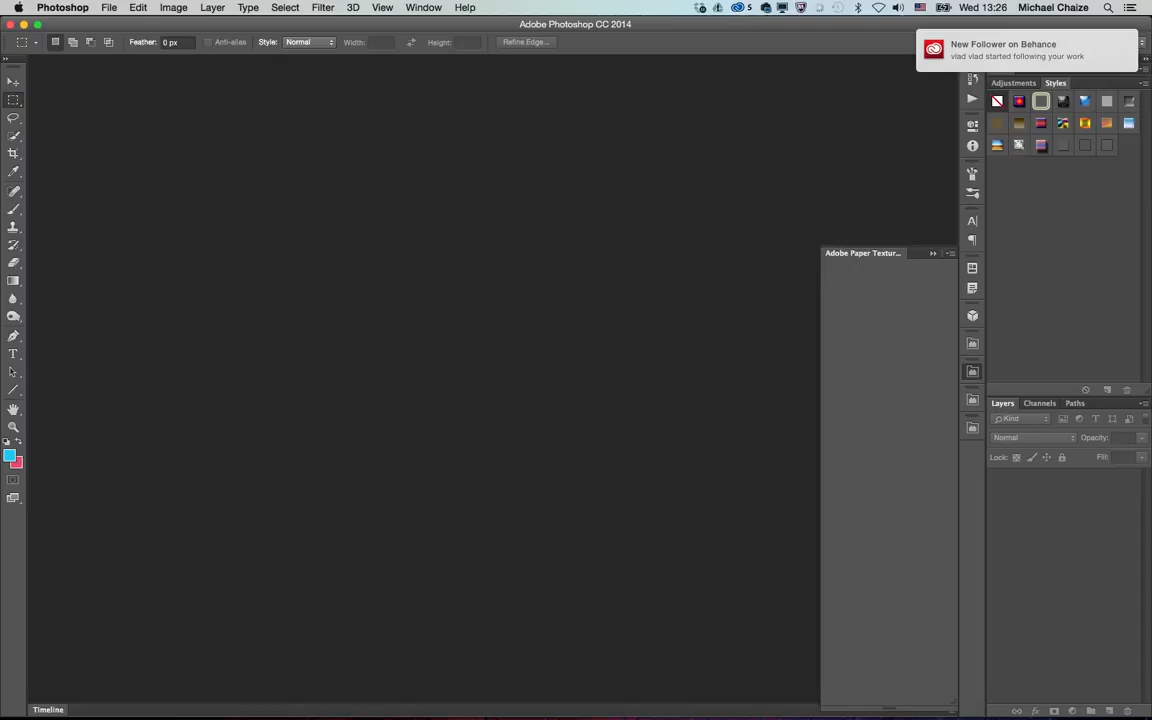 Photoshop File Edit Image Layer Type Select Filter 3D View Window Help 5 Wed 13:26 Michael Chaize
Adobe Photoshop CC 2014
Feather: 0 px Anti-alias Style: Normal Width: Height: Refine Edge...
New Follower on Behance
vlad vlad started following your work
Adjustments Styles
A
Adobe Paper Textur...
Layers Channels Paths
Kind
T
Normal Opacity:
Lock: Fill:
T
Timeline
fx